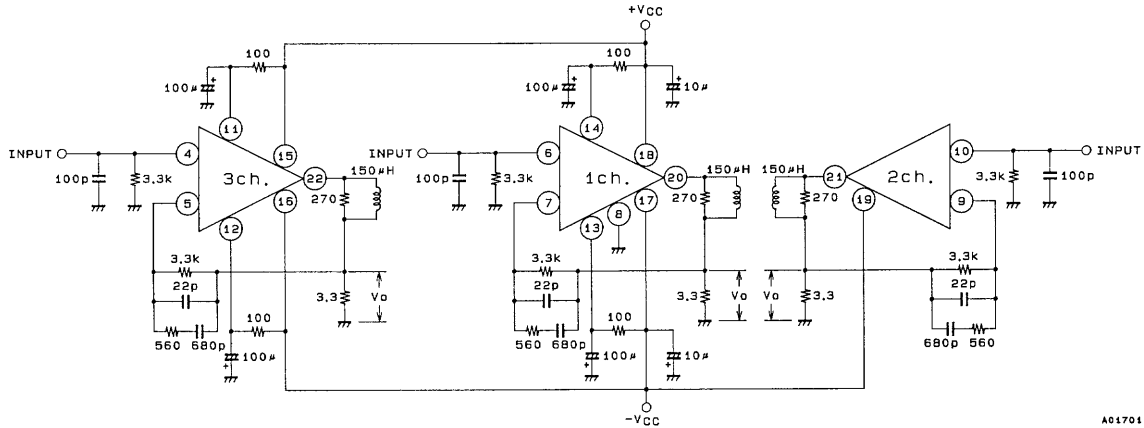 +VCC
100
100
100μ
+
100μ
+
+
10μ
11
14
INPUT
4
15
INPUT
6
18
10
INPUT
100p
3.3k
3ch.
22
150μH
100p
3.3k
1ch.
20
150μH
150μH
21
2ch.
3.3k
100p
5
16
270
7
8
17
270
270
19
9
12
13
3.3k
3.3k
3.3k
22p
3.3
Vo
22p
3.3
Vo
Vo
3.3
22p
100
100
560
680p
560
680p
680p
560
+
100μ
+
100μ
+
10μ
-VCC
A01701